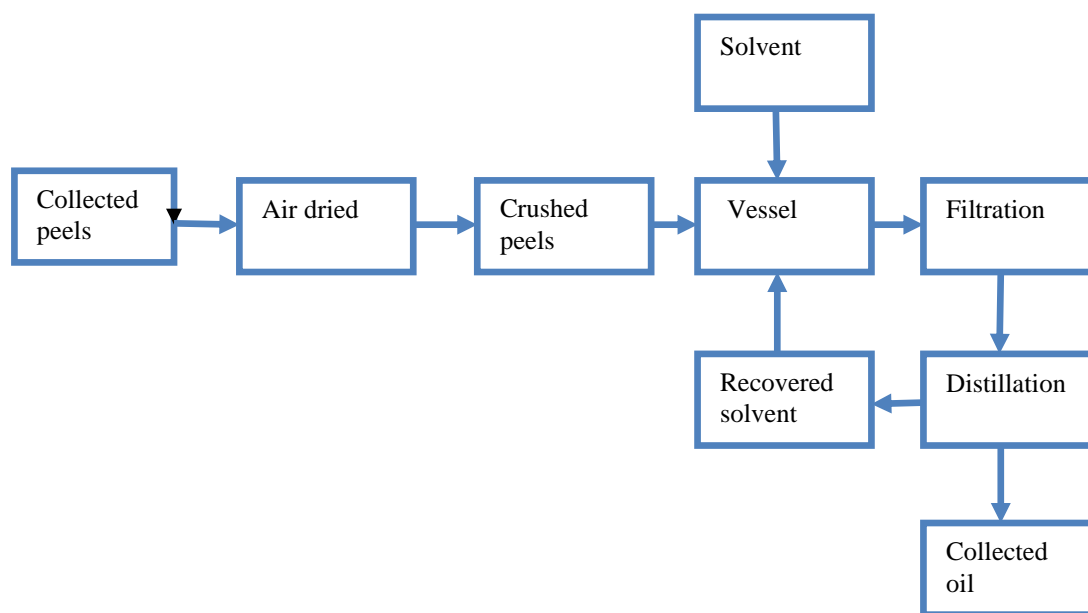 Solvent
Collected
peels
Air dried
Crushed
peels
Vessel
Filtration
Recovered
solvent
Distillation
Collected
oil